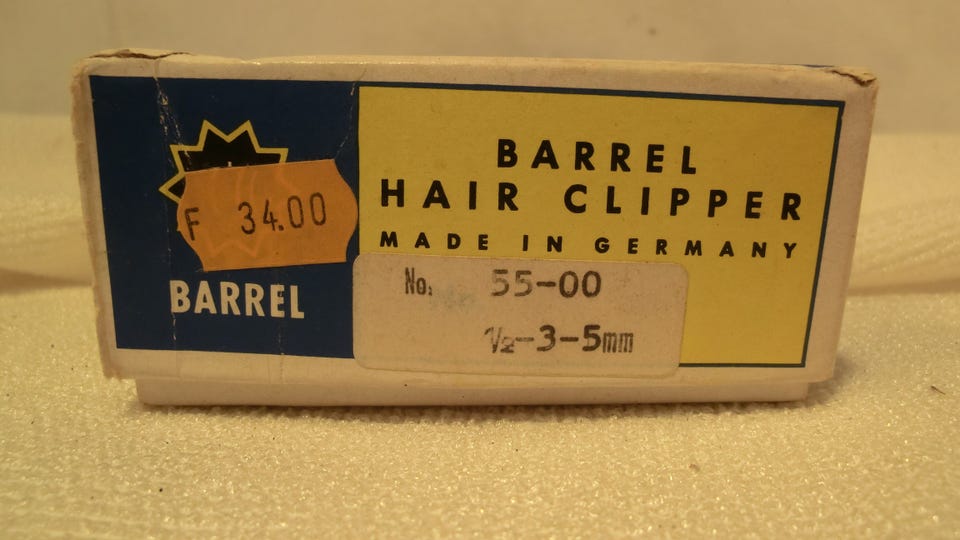 F 34.00
BARREL
BARREL
HAIR CLIPPER
MADE IN GERMANY
No. 55-00
½-3-5mm